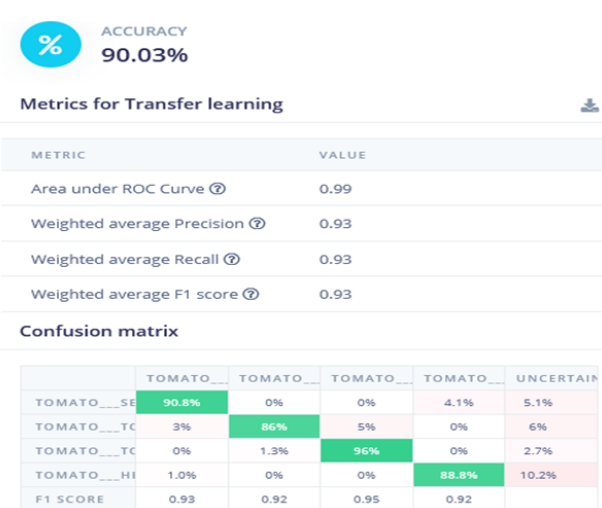 %
ACCURACY
90.03%
Metrics for Transfer learning
METRIC VALUE
Area under ROC Curve ? 0.99
Weighted average Precision ? 0.93
Weighted average Recall ? 0.93
Weighted average F1 score ? 0.93
Confusion matrix
TOMATO__... TOMATO__... TOMATO__... TOMATO__... UNCERTAIN
TOMATO___SE 90.8% 0% 0% 4.1% 5.1%
TOMATO___TO 3% 86% 5% 0% 6%
TOMATO___TO 0% 1.3% 96% 0% 2.7%
TOMATO___HE 1.0% 0% 0% 88.8% 10.2%
F1 SCORE 0.93 0.92 0.95 0.92